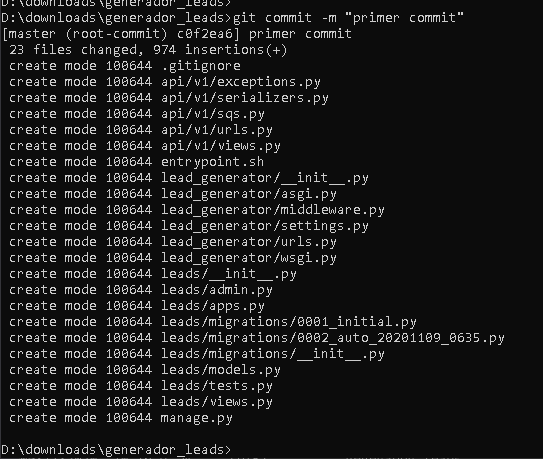 D:\downloads\generador_leads>
D:\downloads\generador_leads>git commit -m "primer commit"
[master (root-commit) c0f2ea6] primer commit
 23 files changed, 974 insertions(+)
 create mode 100644 .gitignore
 create mode 100644 api/v1/exceptions.py
 create mode 100644 api/v1/serializers.py
 create mode 100644 api/v1/sqs.py
 create mode 100644 api/v1/urls.py
 create mode 100644 api/v1/views.py
 create mode 100644 entrypoint.sh
 create mode 100644 lead_generator/__init__.py
 create mode 100644 lead_generator/asgi.py
 create mode 100644 lead_generator/middleware.py
 create mode 100644 lead_generator/settings.py
 create mode 100644 lead_generator/urls.py
 create mode 100644 lead_generator/wsgi.py
 create mode 100644 leads/__init__.py
 create mode 100644 leads/admin.py
 create mode 100644 leads/apps.py
 create mode 100644 leads/migrations/0001_initial.py
 create mode 100644 leads/migrations/0002_auto_20201109_0635.py
 create mode 100644 leads/migrations/__init__.py
 create mode 100644 leads/models.py
 create mode 100644 leads/tests.py
 create mode 100644 leads/views.py
 create mode 100644 manage.py
D:\downloads\generador_leads>